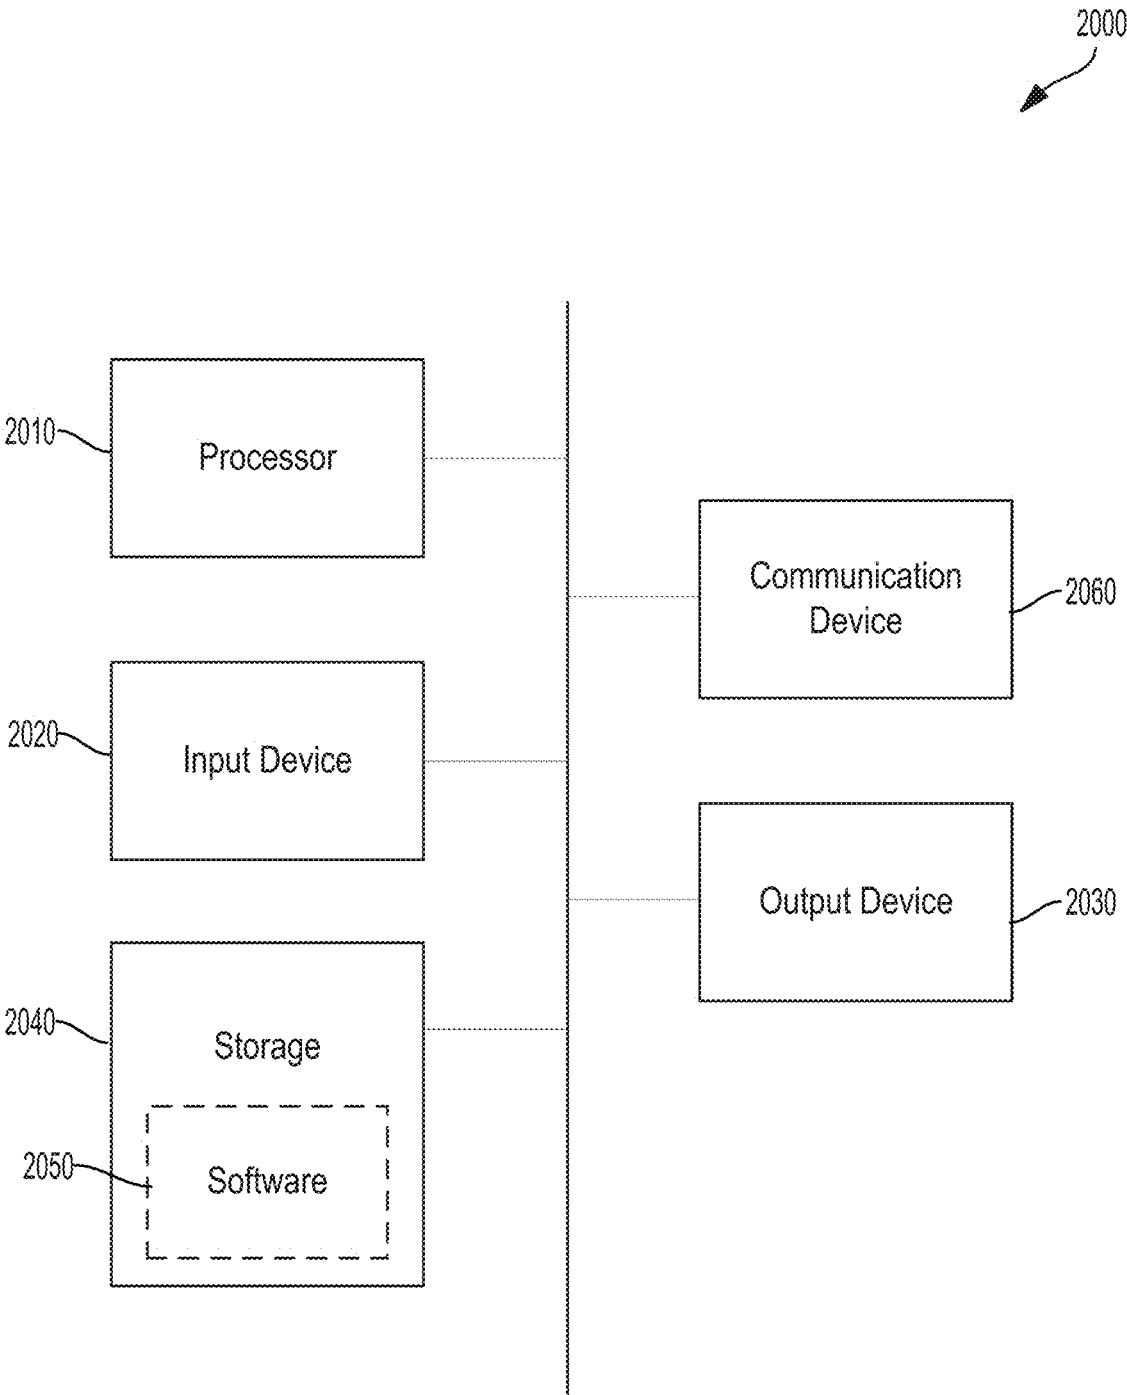 2000
2010
Processor
Communication
Device
2060
2020
Input Device
Output Device
2030
2040
Storage
2050
Software